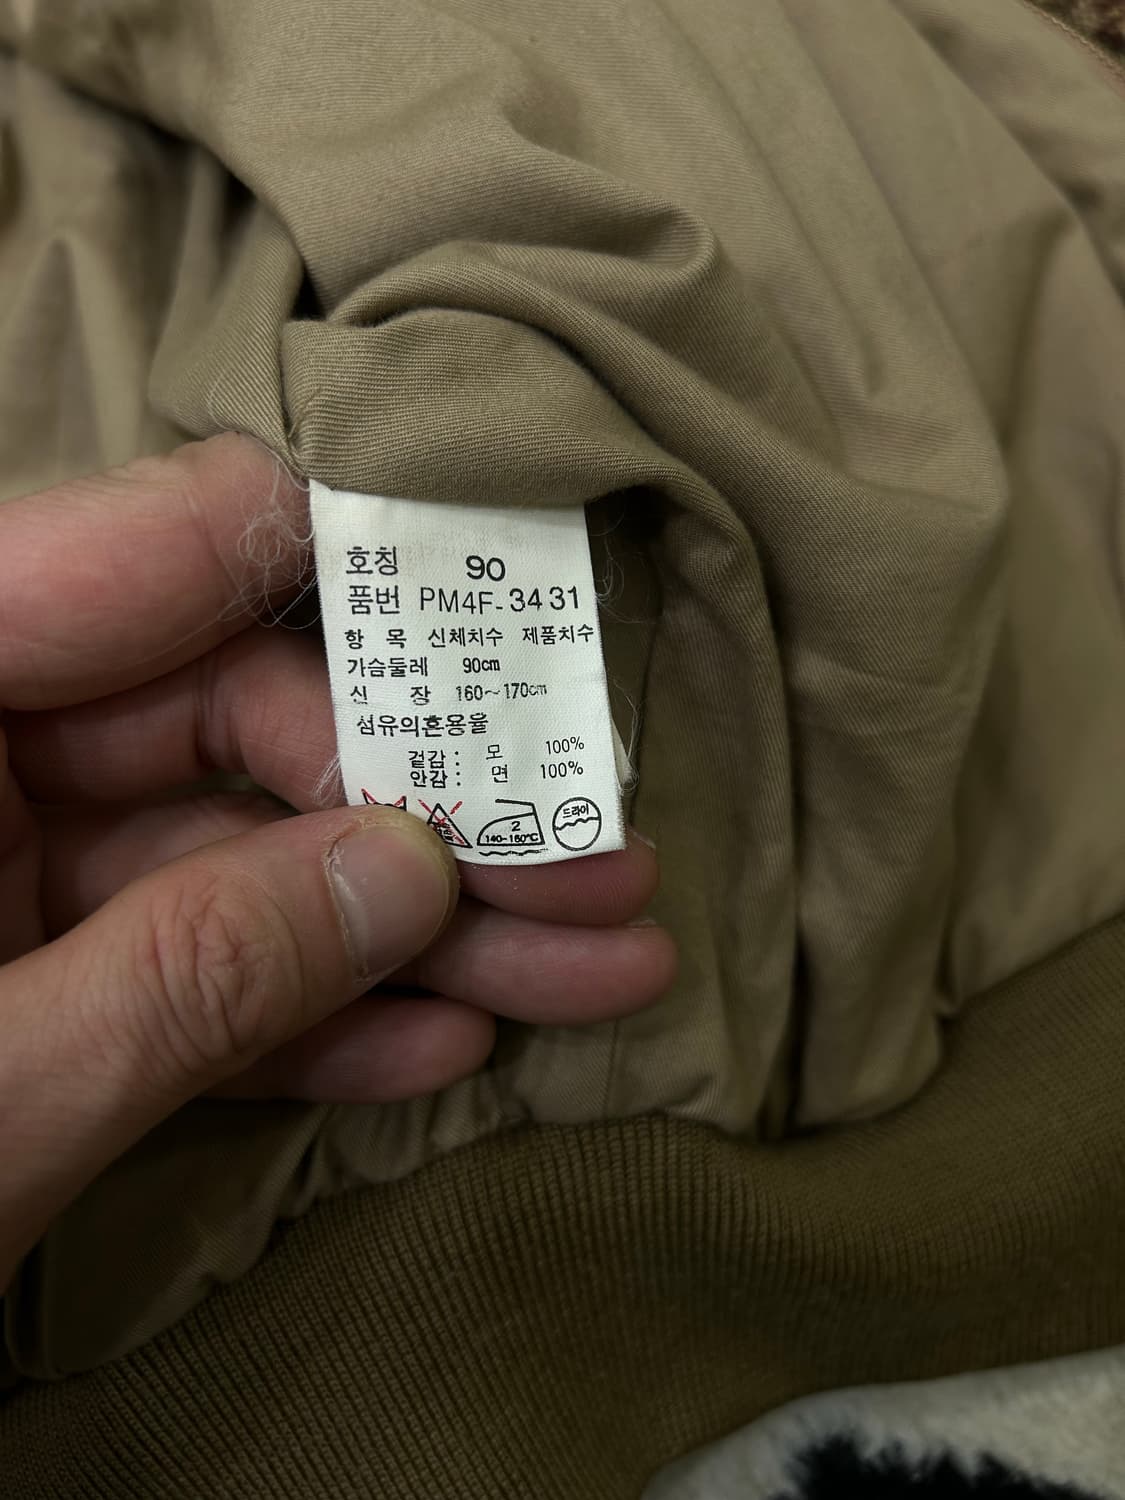 호칭 90
품번 PM4F-3431
항 목 신체치수 제품치수
가슴둘레 90cm
신 장 160~170cm
섬유의혼용율
겉감 : 모 100%
안감 : 면 100%
2
140~160℃
드라이